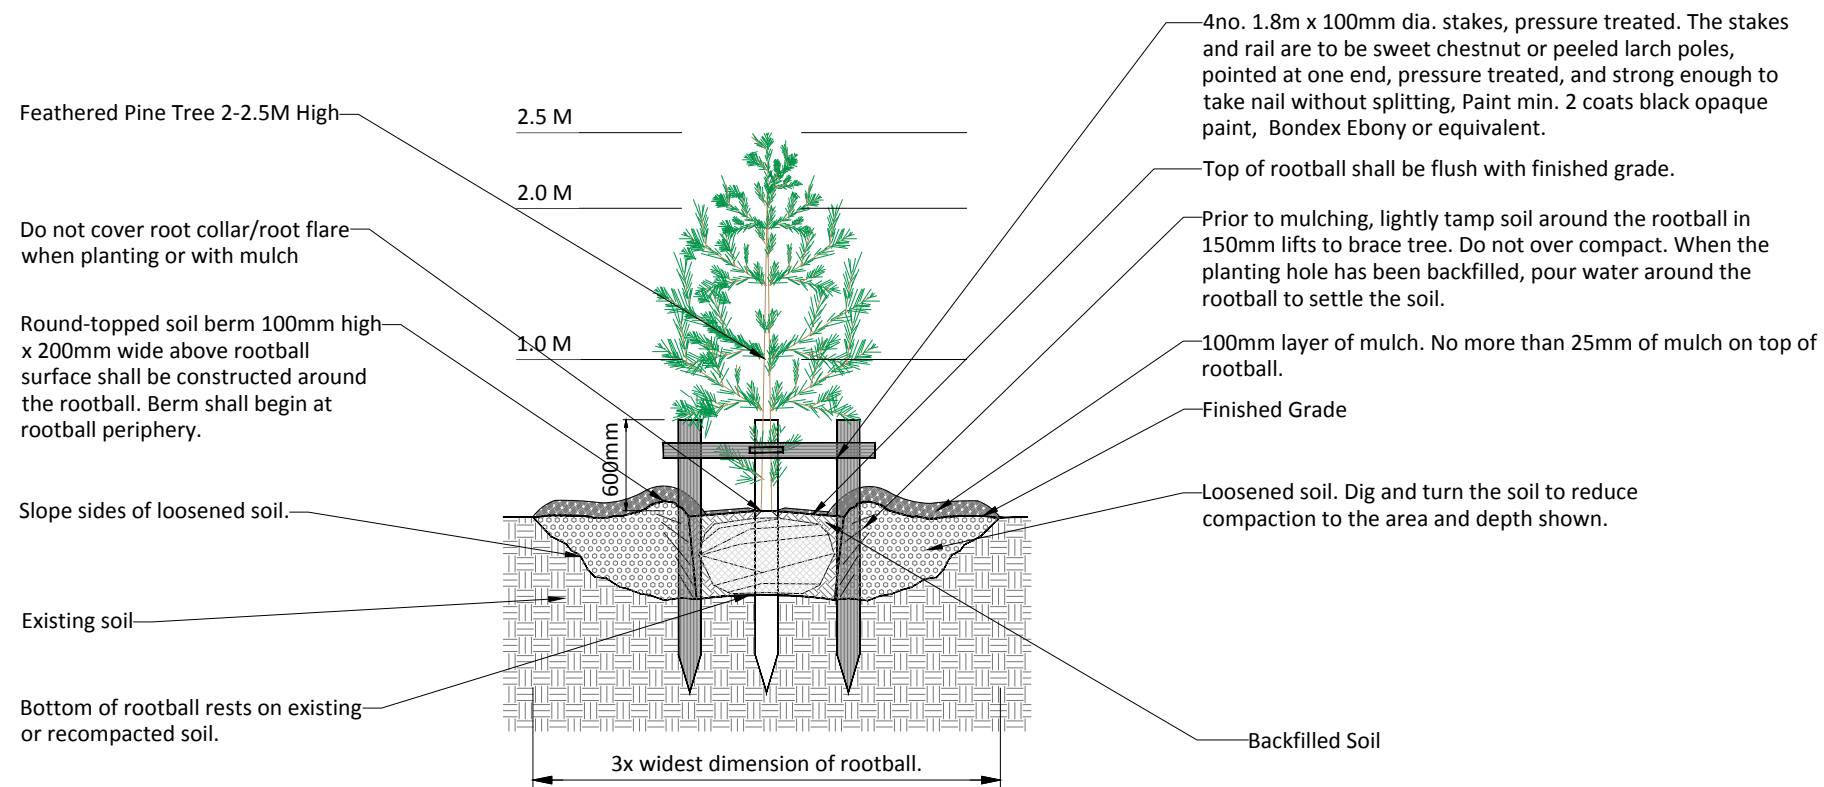 Feathered Pine Tree 2-2.5M High
Do not cover root collar/root flare
when planting or with mulch
Round-topped soil berm 100mm high
x 200mm wide above rootball
surface shall be constructed around
the rootball. Berm shall begin at
rootball periphery.
Slope sides of loosened soil.
Existing soil
Bottom of rootball rests on existing
or recompacted soil.
2.5 M
2.0 M
1.0 M
600mm
3x widest dimension of rootball.
4no. 1.8m x 100mm dia. stakes, pressure treated. The stakes
and rail are to be sweet chestnut or peeled larch poles,
pointed at one end, pressure treated, and strong enough to
take nail without splitting, Paint min. 2 coats black opaque
paint, Bondex Ebony or equivalent.
Top of rootball shall be flush with finished grade.
Prior to mulching, lightly tamp soil around the rootball in
150mm lifts to brace tree. Do not over compact. When the
planting hole has been backfilled, pour water around the
rootball to settle the soil.
100mm layer of mulch. No more than 25mm of mulch on top of
rootball.
Finished Grade
Loosened soil. Dig and turn the soil to reduce
compaction to the area and depth shown.
Backfilled Soil